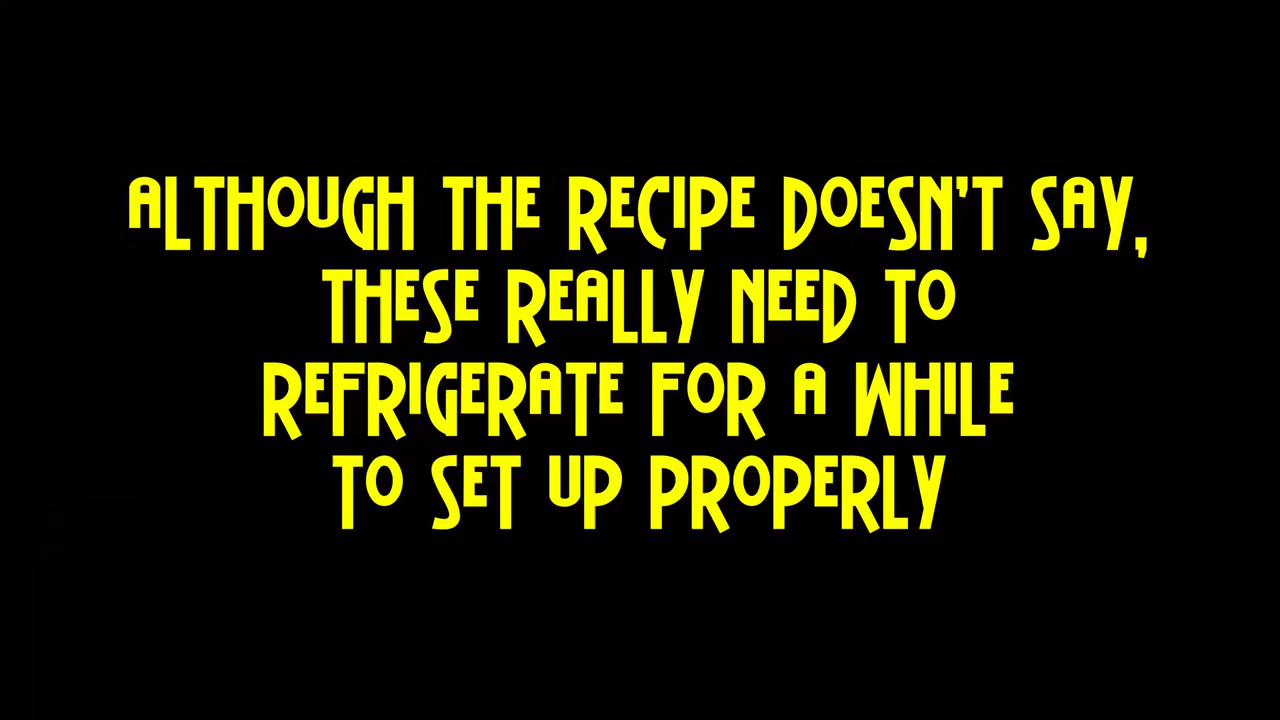 ALTHOUGH THE RECIPE DOESN'T SAY,
THESE REALLY NEED TO
REFRIGERATE FOR A WHILE
TO SET UP PROPERLY